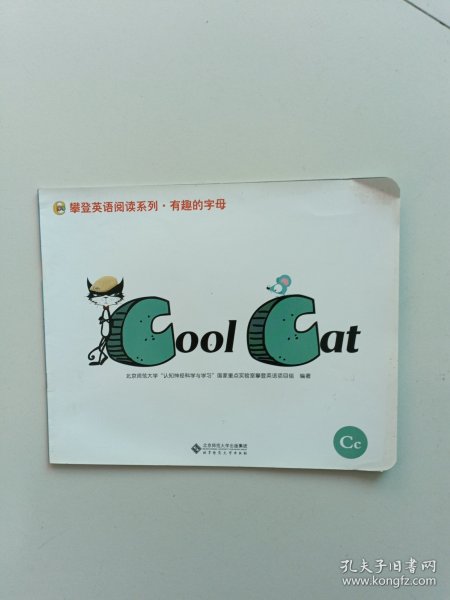 攀登英语阅读系列·有趣的字母
Cool Cat
北京师范大学“认知神经科学与学习”国家重点实验室攀登英语项目组 编著
Cc
北京师范大学出版集团
北京师范大学出版社
孔夫子旧书网
www.kongfz.com